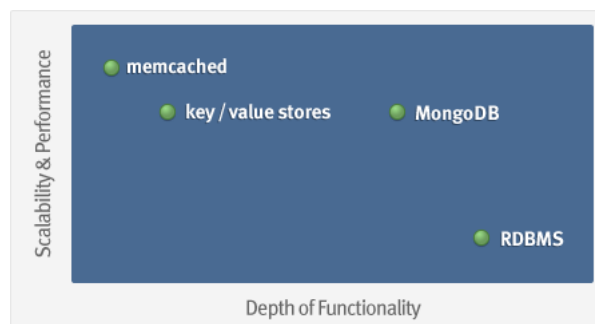 Scalability & Performance
memcached
key / value stores
MongoDB
RDBMS
Depth of Functionality